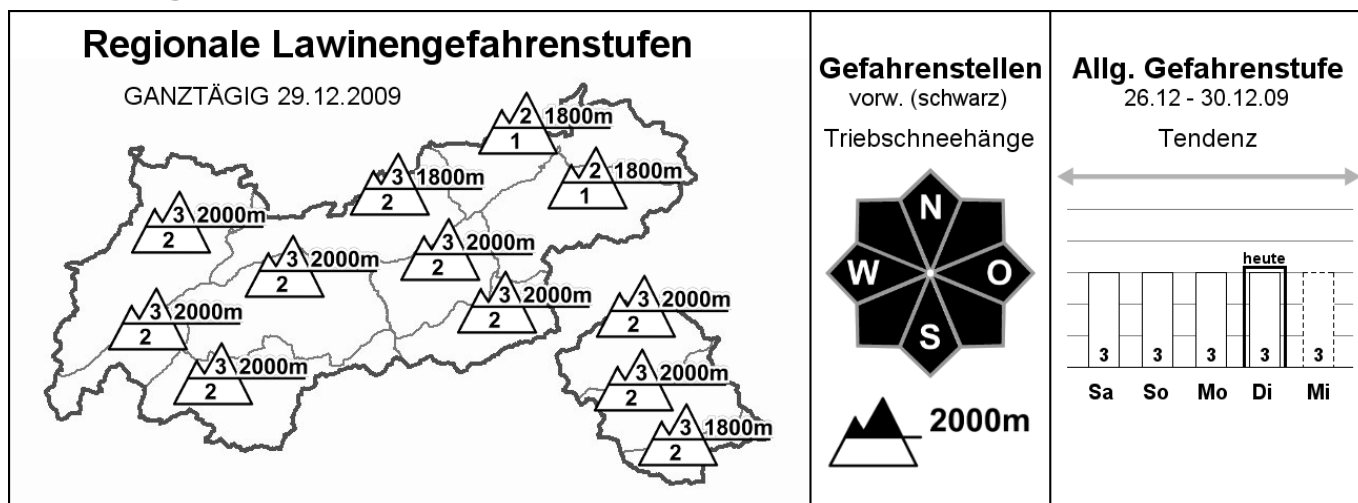 Regionale Lawinengefahrenstufen
GANZTÄGIG 29.12.2009
2 1800m
1
3 1800m
2
2 1800m
1
3 2000m
2
3 2000m
2
3 2000m
2
3 2000m
2
3 2000m
2
3 2000m
2
3 2000m
2
3 2000m
2
3 1800m
2
Gefahrenstellen
vorw. (schwarz)
Triebschneehänge
N
W O
S
2000m
Allg. Gefahrenstufe
26.12 - 30.12.09
Tendenz
heute
3 3 3 3 3
Sa So Mo Di Mi